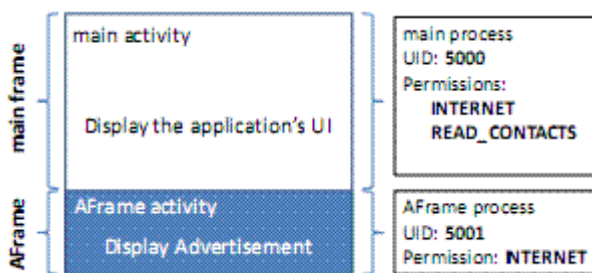 main frame
main activity
Display the application's UI
main process
UID: 5000
Permissions:
INTERNET
READ_CONTACTS
AFrame
AFrame activity
Display Advertisement
AFrame process
UID: 5001
Permission: INTERNET